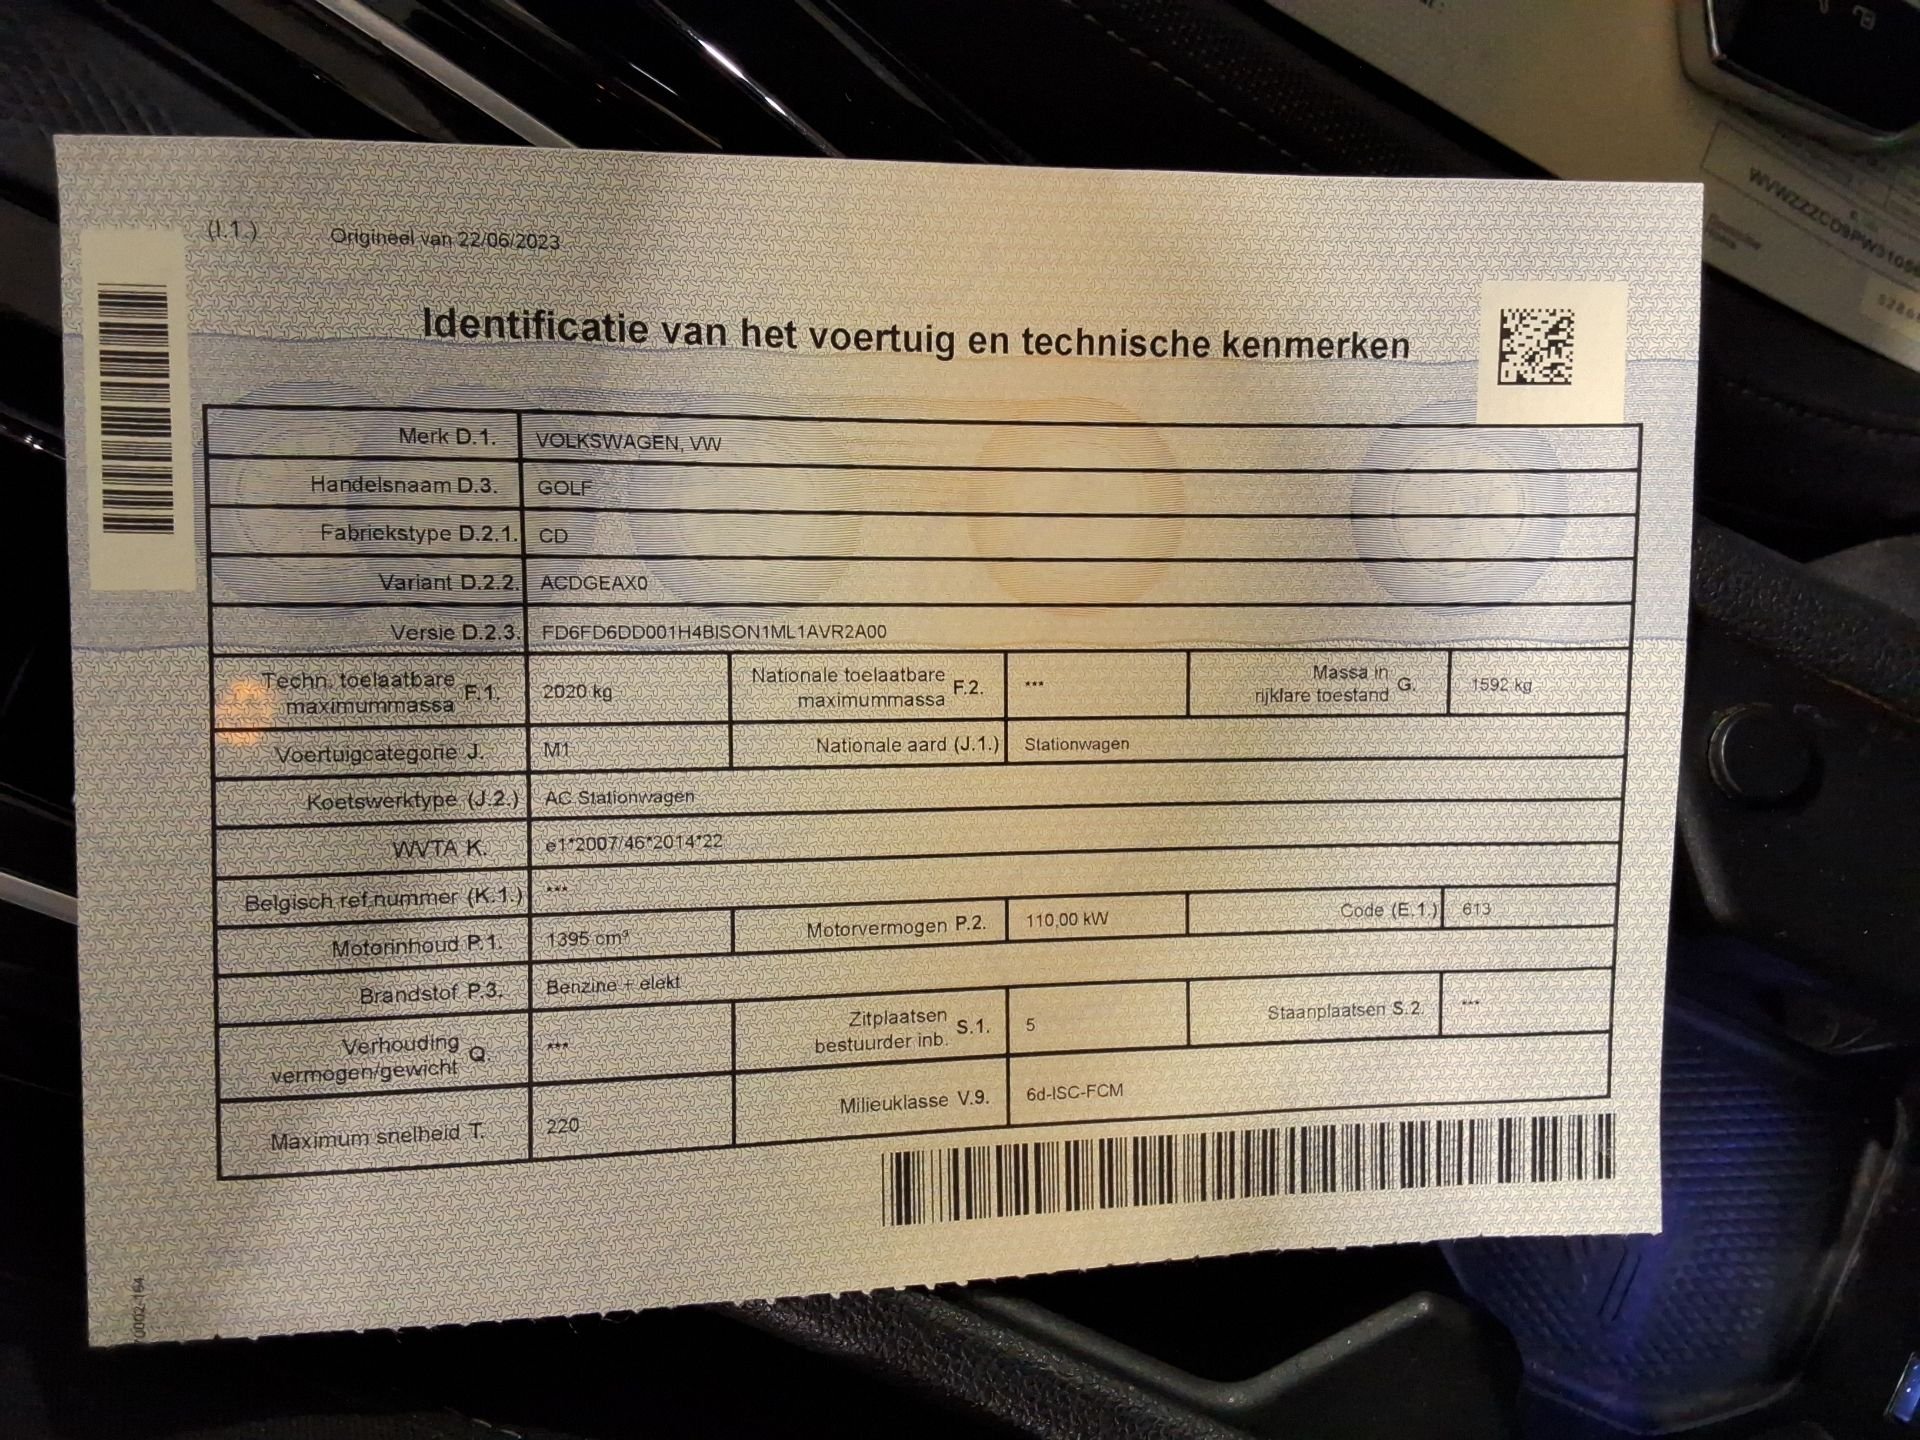 (I.1.) Origineel van 22/06/2023
Identificatie van het voertuig en technische kenmerken
Merk D.1. VOLKSWAGEN, VW
Handelsnaam D.3. GOLF
Fabriekstype D.2.1. CD
Variant D.2.2. ACDGEAX0
Versie D.2.3. FD6FD6DD001H4BISON1ML1AVR2A00
Techn. toelaatbare maximummassa F.1. 2020 kg Nationale toelaatbare maximummassa F.2. *** Massa in rijklare toestand G. 1592 kg
Voertuigcategorie J. M1 Nationale aard (J.1.) Stationwagen
Koetswerktype (J.2.) AC Stationwagen
WVTA K. e1*2007/46*2014*22
Belgisch ref.nummer (K.1.) ***
Motorinhoud P.1. 1395 cm³ Motorvermogen P.2. 110,00 kW Code (E.1.) 613
Brandstof P.3. Benzine + elekt
Verhouding vermogen/gewicht Q. *** Zitplaatsen bestuurder inb. S.1. 5 Staanplaatsen S.2. ***
Maximum snelheid T. 220 Milieuklasse V.9. 6d-ISC-FCM